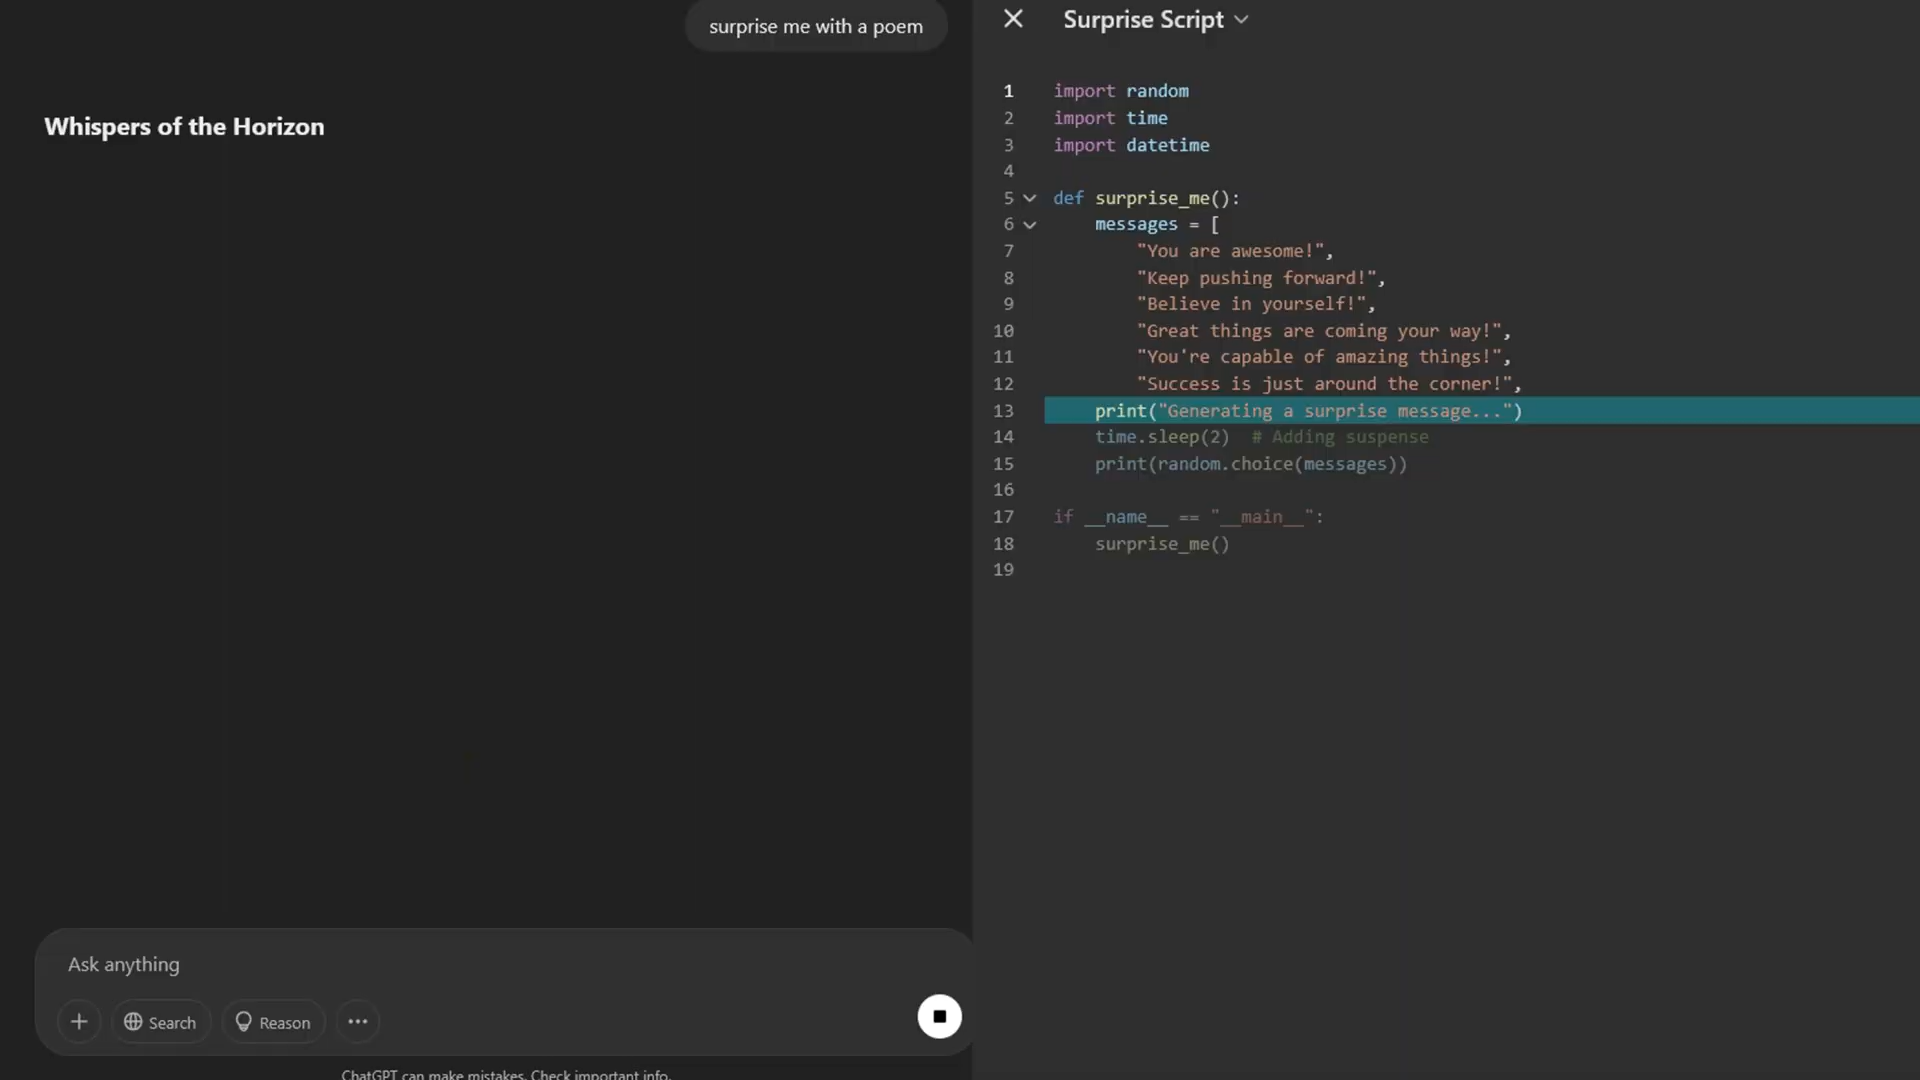 surprise me with a poem
Whispers of the Horizon
Ask anything
Search
Reason
ChatGPT can make mistakes. Check important info.
Surprise Script
1 import random
2 import time
3 import datetime
4
5 def surprise_me():
6     messages = [
7         "You are awesome!",
8         "Keep pushing forward!",
9         "Believe in yourself!",
10         "Great things are coming your way!",
11         "You're capable of amazing things!",
12         "Success is just around the corner!",
13     print("Generating a surprise message...")
14     time.sleep(2)  # Adding suspense
15     print(random.choice(messages))
16
17 if __name__ == "__main__":
18     surprise_me()
19